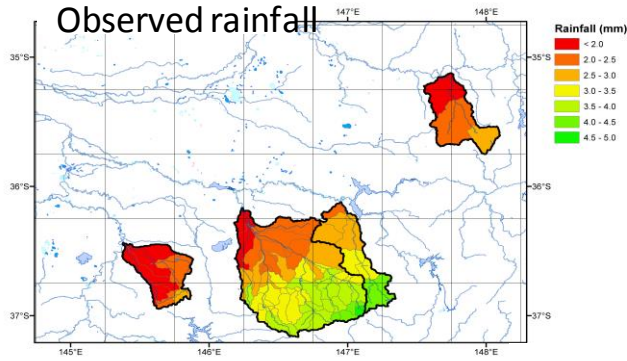 Observed rainfall
147°E 148°E
35°S 35°S
36°S 36°S
37°S 37°S
145°E 146°E 147°E 148°E
Rainfall (mm)
< 2.0
2.0 - 2.5
2.5 - 3.0
3.0 - 3.5
3.5 - 4.0
4.0 - 4.5
4.5 - 5.0